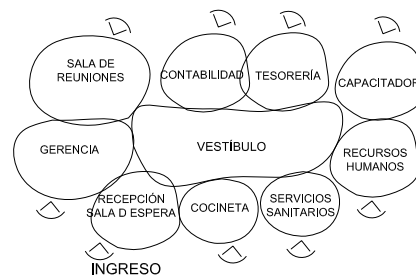 SALA DE
REUNIONES
CONTABILIDAD
TESORERÍA
CAPACITADOR
GERENCIA
VESTÍBULO
RECURSOS
HUMANOS
RECEPCIÓN
SALA D ESPERA
COCINETA
SERVICIOS
SANITARIOS
INGRESO